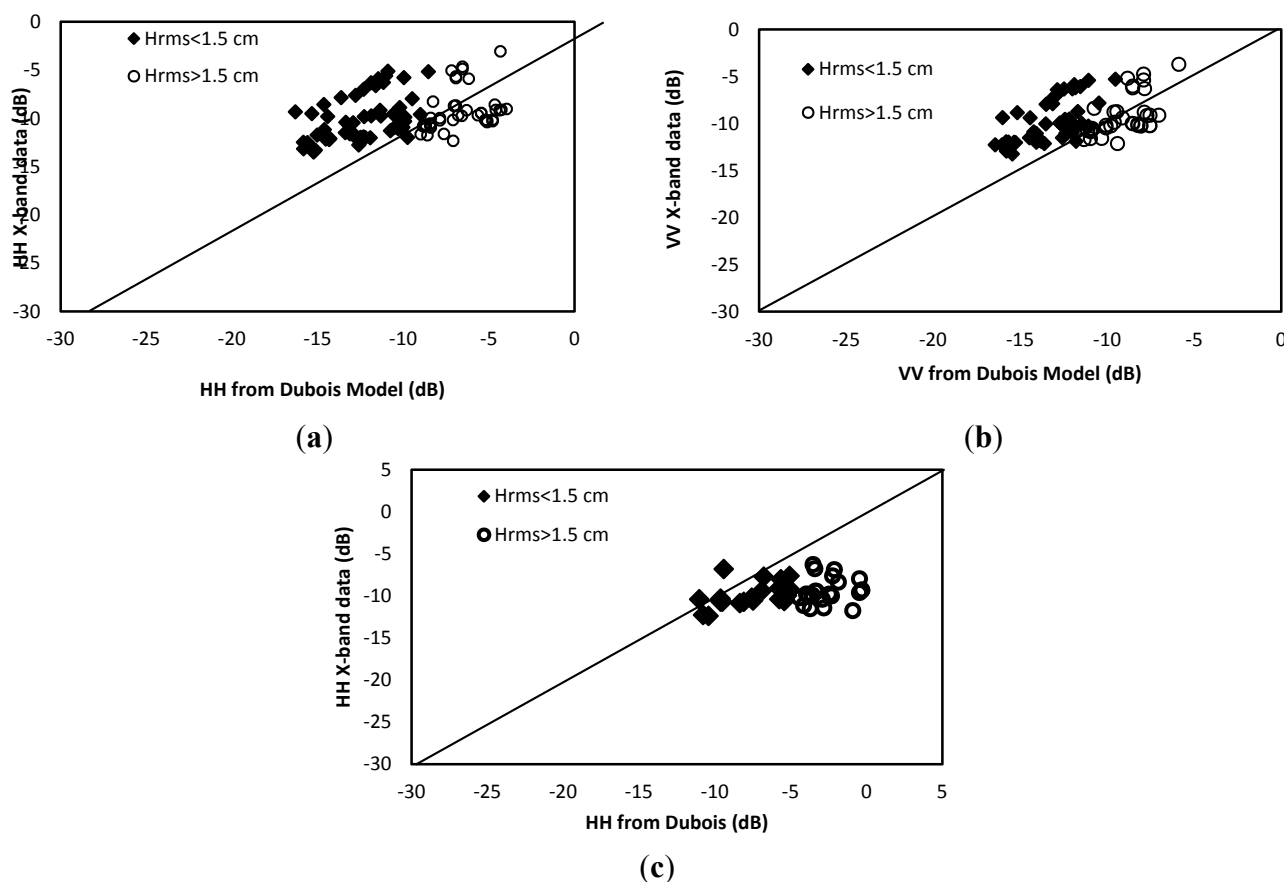 0
-5
-10
-15
-20
-25
-30
HH X-band data (dB)
Hrms<1.5 cm
Hrms>1.5 cm
-30 -25 -20 -15 -10 -5 0
HH from Dubois Model (dB)
(a)
0
-5
-10
-15
-20
-25
-30
VV X-band data (dB)
Hrms<1.5 cm
Hrms>1.5 cm
-30 -25 -20 -15 -10 -5 0
VV from Dubois Model (dB)
(b)
5
0
-5
-10
-15
-20
-25
-30
HH X-band data (dB)
Hrms<1.5 cm
Hrms>1.5 cm
-30 -25 -20 -15 -10 -5 0 5
HH from Dubois (dB)
(c)